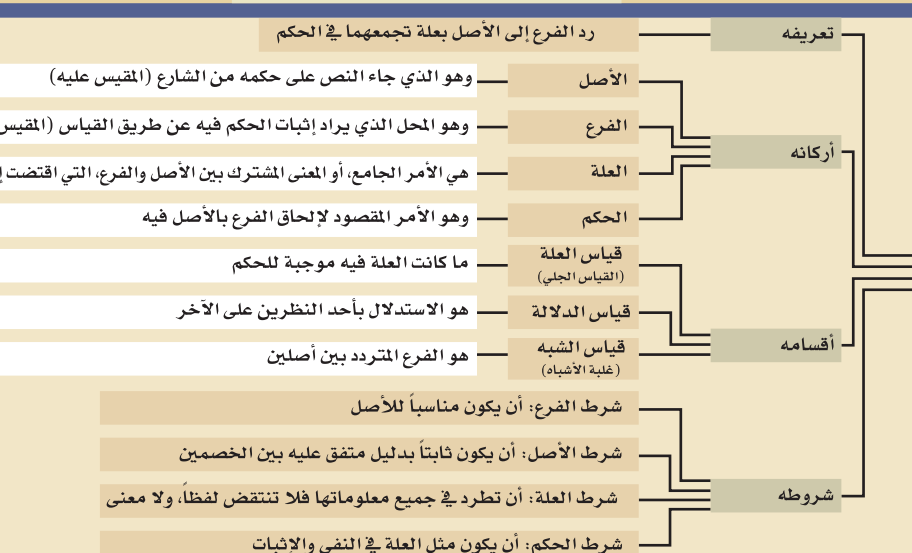 تعريفه
رد الفرع إلى الأصل بعلة تجمعهما في الحكم
أركانه
الأصل
وهو الذي جاء النص على حكمه من الشارع (المقيس عليه)
الفرع
وهو المحل الذي يراد إثبات الحكم فيه عن طريق القياس (المقيس
العلة
هي الأمر الجامع، أو المعنى المشترك بين الأصل والفرع، التي اقتضت
الحكم
وهو الأمر المقصود لإلحاق الفرع بالأصل فيه
أقسامه
قياس العلة
(القياس الجلي)
ما كانت العلة فيه موجبة للحكم
قياس الدلالة
هو الاستدلال بأحد النظرين على الآخر
قياس الشبه
(غلبة الأشباه)
هو الفرع المتردد بين أصلين
شروطه
شرط الفرع: أن يكون مناسباً للأصل
شرط الأصل: أن يكون ثابتاً بدليل متفق عليه بين الخصمين
شرط العلة: أن تطرد في جميع معلوماتها فلا تنتقض لفظاً، ولا معنى
شرط الحكم: أن يكون مثل العلة في النفي والإثبات